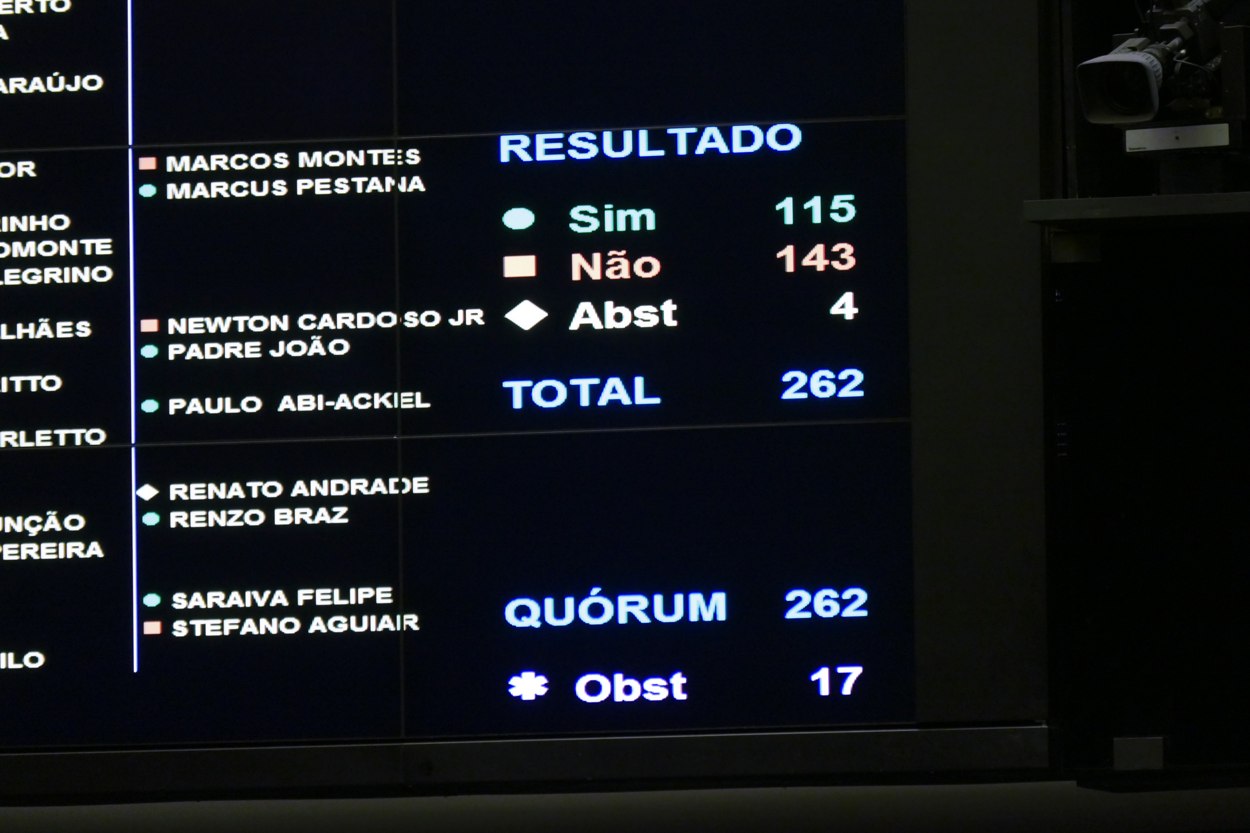 ERTO
A
ARAÚJO
OR
INHO
OMONTE
LEGRINO
LHÃES
ITTO
RLETTO
UNÇÃO
PEREIRA
ILO
MARCOS MONTES
MARCUS PESTANA
NEWTON CARDOSO JR
PADRE JOÃO
PAULO ABI-ACKEL
RENATO ANDRADE
RENZO BRAZ
SARAIVA FELIPE
STEFANO AGUIAR
RESULTADO
Sim 115
Não 143
Abst 4
TOTAL 262
QUÓRUM 262
Obst 17